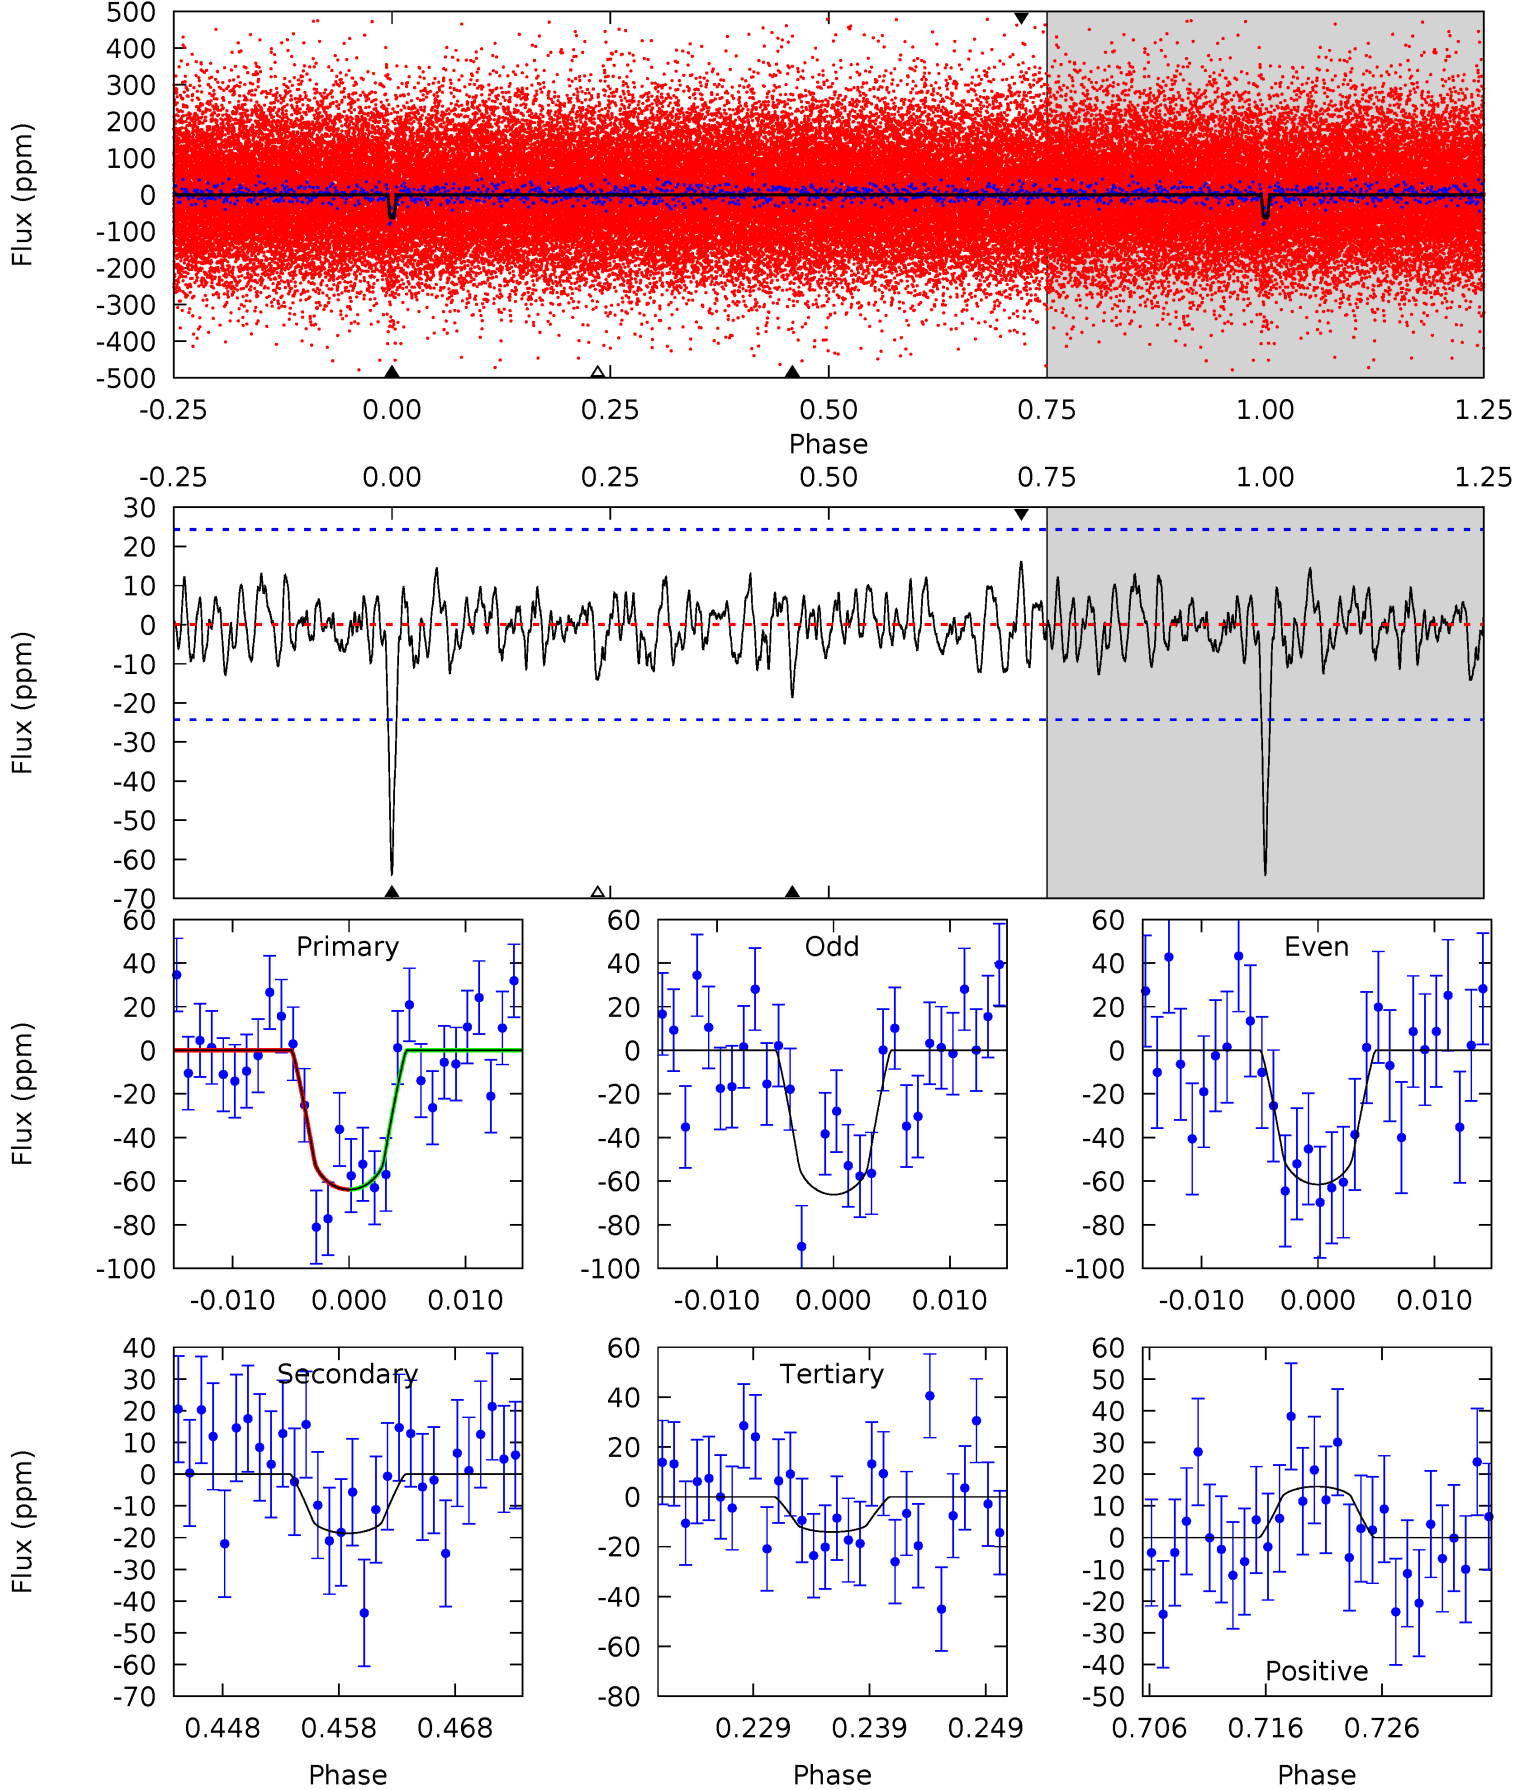 500
400
300
200
100
0
-100
-200
-300
-400
-500
Flux (ppm)
-0.25 0.00 0.25 0.50 0.75 1.00 1.25
Phase
-0.25 0.00 0.25 0.50 0.75 1.00 1.25
30
20
10
0
-10
-20
-30
-40
-50
-60
-70
Flux (ppm)
Primary Odd Even
60 60 60
40 40 40
20 20 20
0 0 0
-20 -20 -20
-40 -40 -40
-60 -60 -60
-80 -80 -80
-100 -100 -100
Flux (ppm)
-0.010 0.000 0.010 -0.010 0.000 0.010 -0.010 0.000 0.010
Secondary Tertiary
40
30
20
10
0
-10
-20
-30
-40
-50
-60
-70
Flux (ppm)
60
40
20
0
-20
-40
-60
-80
60
50
40
30
20
10
0
-10
-20
-30
-40
-50
Positive
0.448 0.458 0.468 0.229 0.239 0.249 0.706 0.716 0.726
Phase Phase Phase